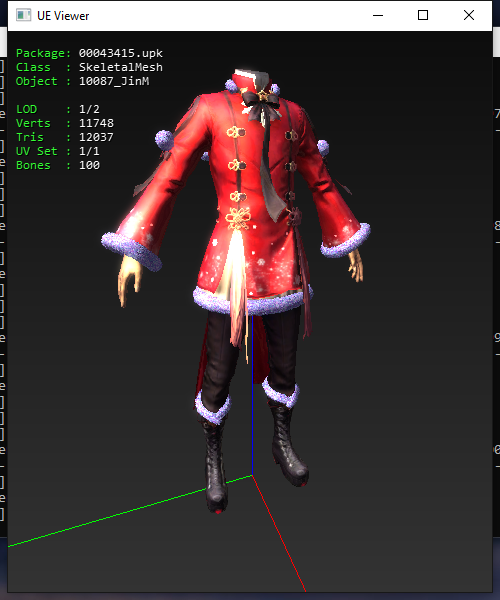 UE Viewer
Package: 00043415.upk
Class  : SkeletalMesh
Object : 10087_JinM
LOD    : 1/2
Verts  : 11748
Tris   : 12037
UV Set : 1/1
Bones  : 100